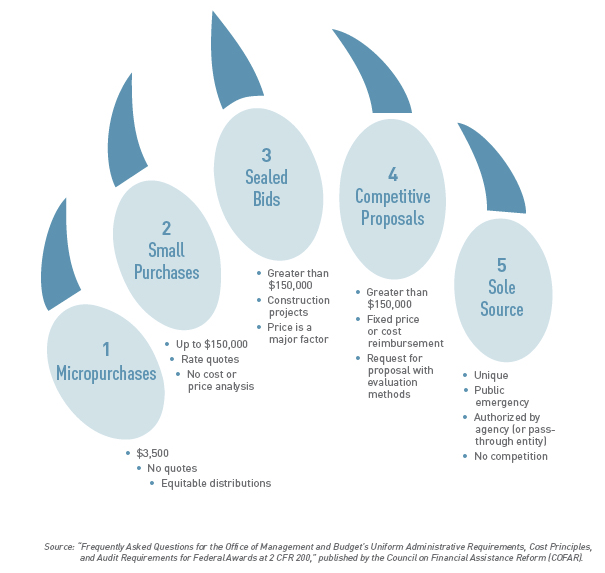 1
Micropurchases
• $3,500
• No quotes
• Equitable distributions
2
Small
Purchases
• Up to $150,000
• Rate quotes
• No cost or
price analysis
3
Sealed
Bids
• Greater than
$150,000
• Construction
projects
• Price is a
major factor
4
Competitive
Proposals
• Greater than
$150,000
• Fixed price
or cost
reimbursement
• Request for
proposal with
evaluation
methods
5
Sole
Source
• Unique
• Public
emergency
• Authorized by
agency (or pass-
through entity)
• No competition
Source: “Frequently Asked Questions for the Office of Management and Budget’s Uniform Administrative Requirements, Cost Principles,
and Audit Requirements for Federal Awards at 2 CFR 200,” published by the Council on Financial Assistance Reform (COFAR).